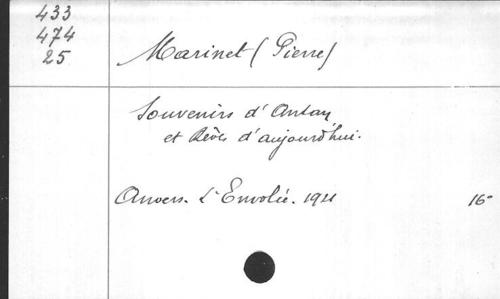 433
474
25
Marinet (Pierre)
Souvenirs d'Antan
et Rêves d'aujourd'hui.
Anvers. L'Envolée. 1921 16°